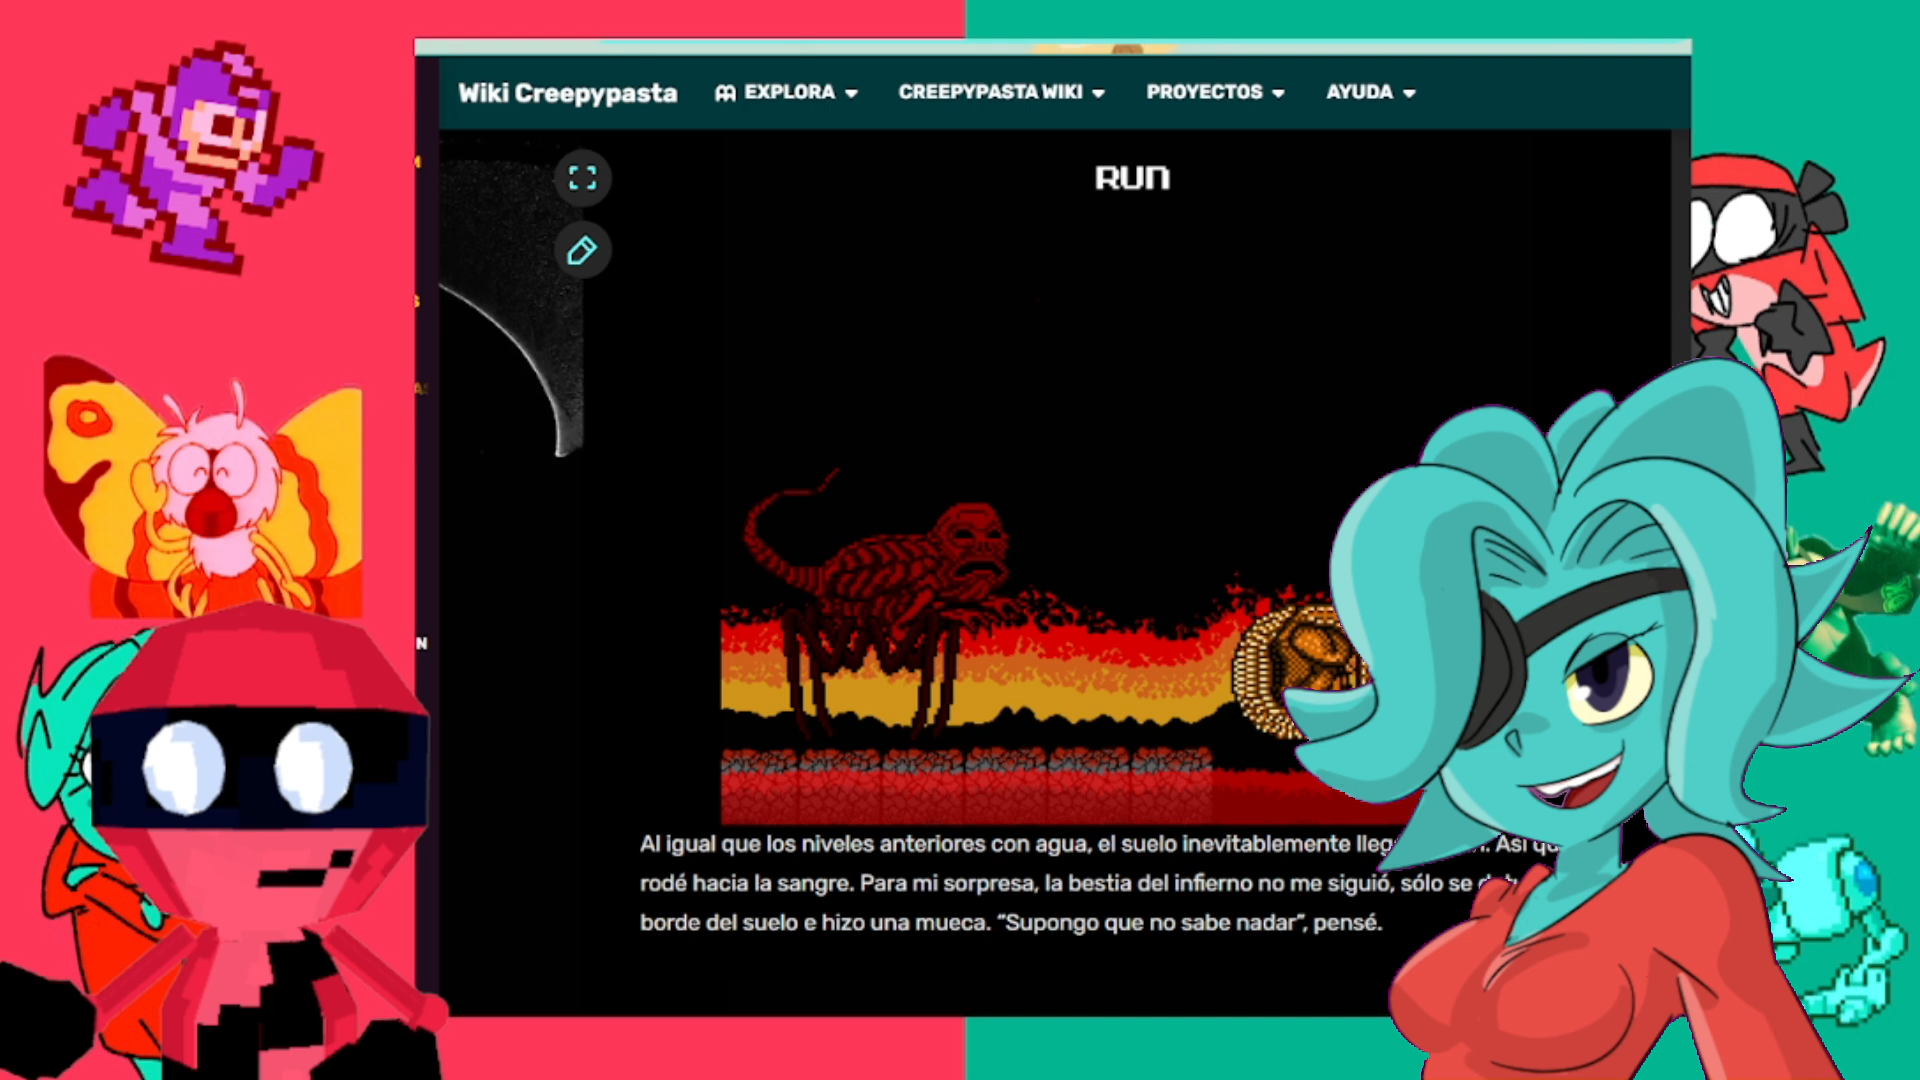 Wiki Creepypasta EXPLORA CREEPYPASTA WIKI PROYECTOS AYUDA
RUN
N
Al igual que los niveles anteriores con agua, el suelo inevitablemente lleg Así qu
rodé hacia la sangre. Para mi sorpresa, la bestia del infierno no me siguió, sólo se
borde del suelo e hizo una mueca. “Supongo que no sabe nadar”, pensé.